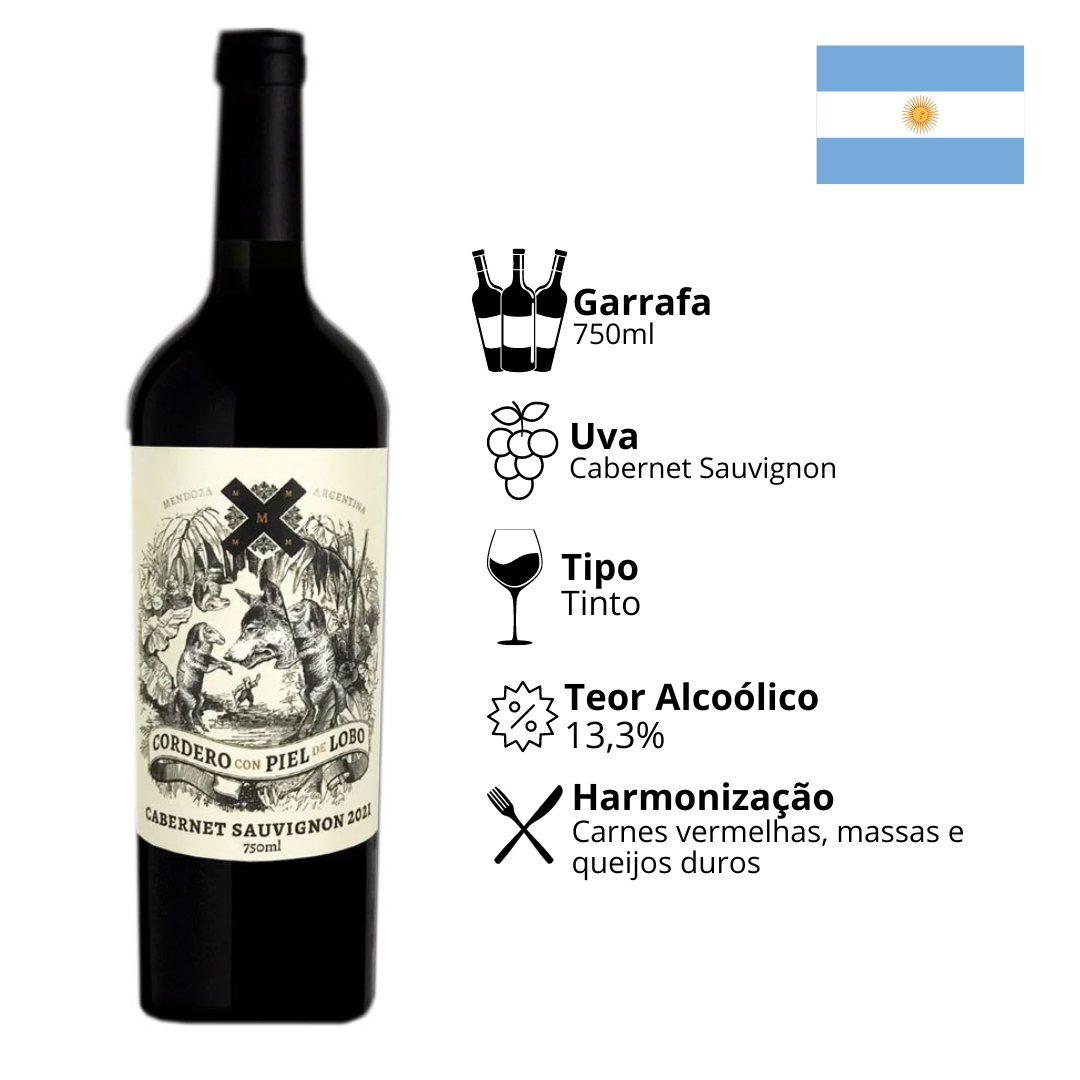 MENDOZA ARGENTINA
M M
M
M M
CORDERO CON PIEL DE LOBO
CABERNET SAUVIGNON 2021
750ml
Garrafa
750ml
Uva
Cabernet Sauvignon
Tipo
Tinto
Teor Alcoólico
13,3%
Harmonização
Carnes vermelhas, massas e
queijos duros